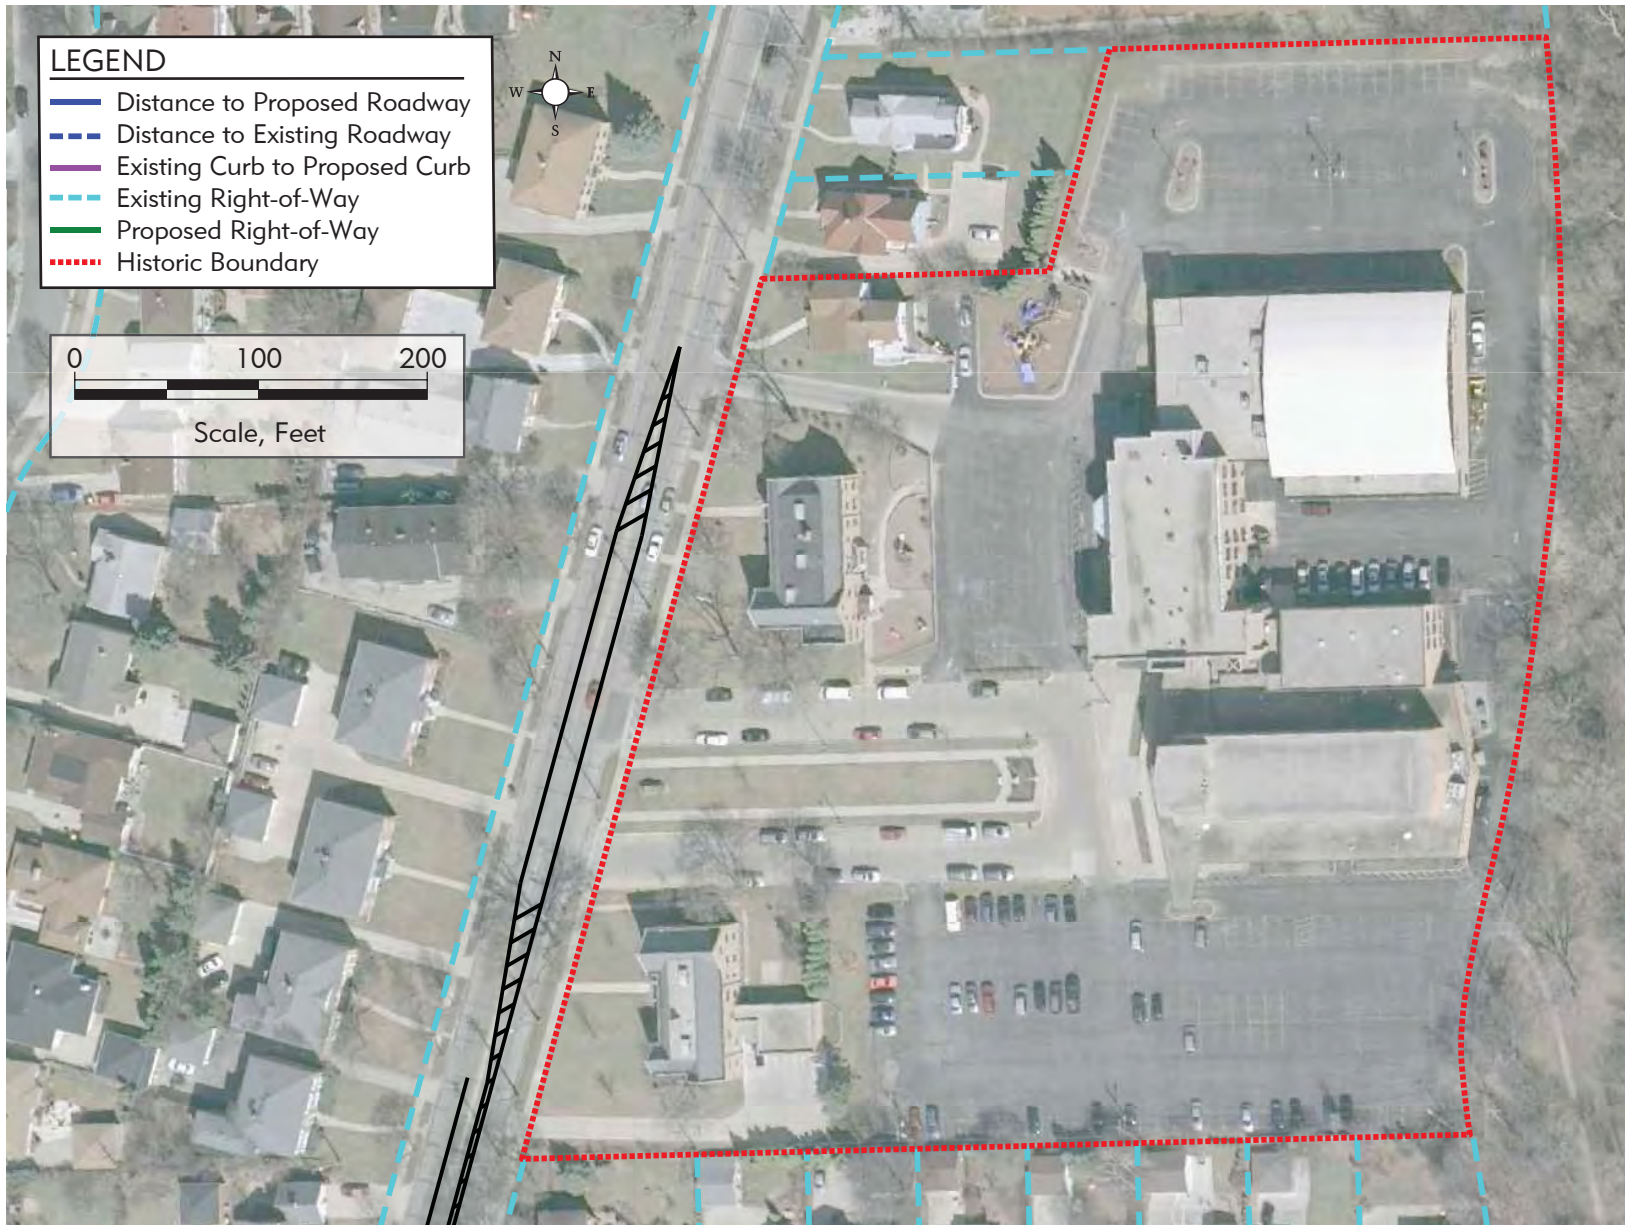 LEGEND
Distance to Proposed Roadway
Distance to Existing Roadway
Existing Curb to Proposed Curb
Existing Right-of-Way
Proposed Right-of-Way
Historic Boundary
N
W E
S
0 100 200
Scale, Feet